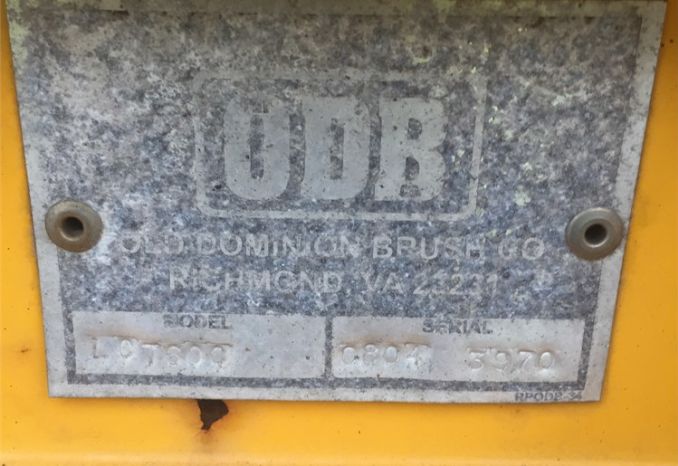 ODB
OLD DOMINION BRUSH CO
RICHMOND, VA 23231
MODEL
SERIAL
0804 3970